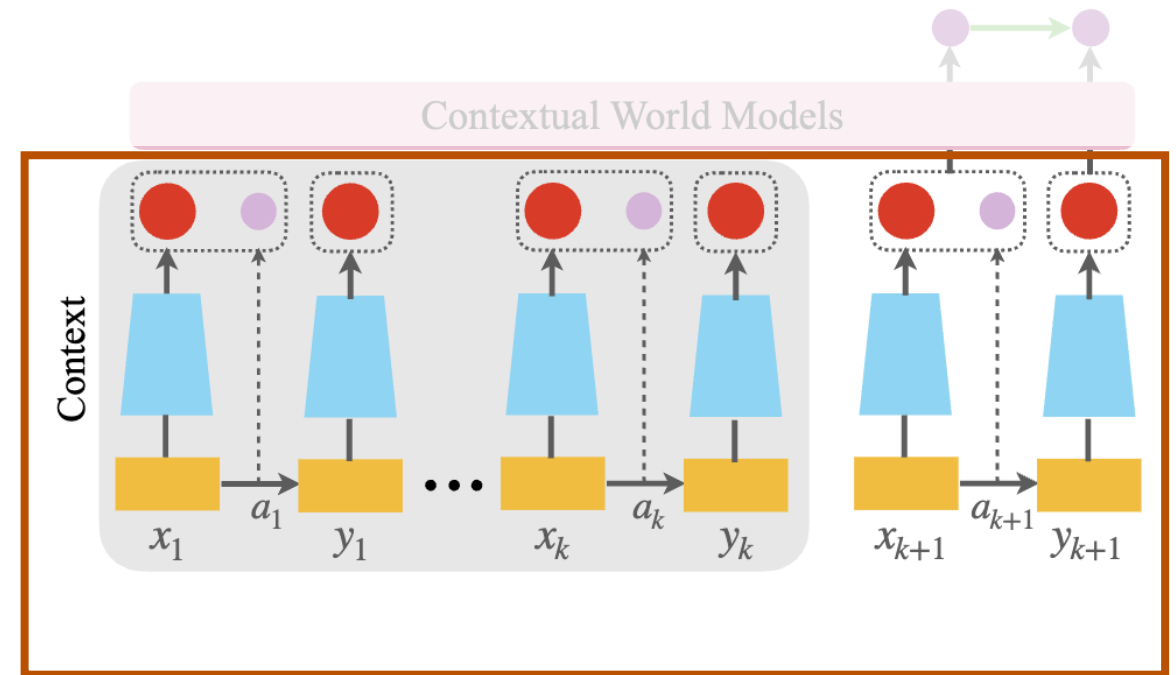 Contextual World Models
Context
a₁ aₖ aₖ₊₁
x₁ y₁ ••• xₖ yₖ xₖ₊₁ yₖ₊₁